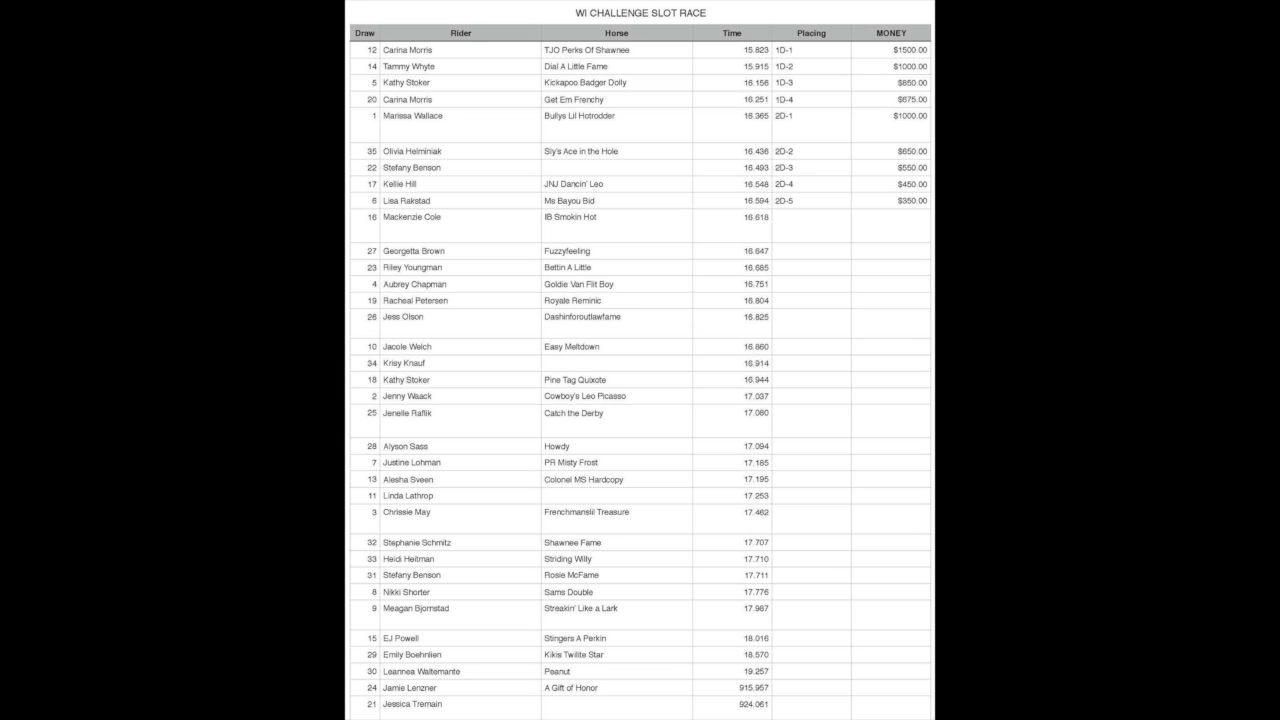 WI CHALLENGE SLOT RACE
Draw Rider Horse Time Placing MONEY
12 Carina Morris TJO Perks Of Shawnee 15.823 1D-1 $1500.00
14 Tammy Whyte Dial A Little Fame 15.915 1D-2 $1000.00
5 Kathy Stoker Kickapoo Badger Dolly 16.156 1D-3 $850.00
20 Carina Morris Get Em Frenchy 16.251 1D-4 $675.00
1 Marissa Wallace Bullys Lil Hotrodder 16.365 2D-1 $1000.00
35 Olivia Helminiak Sly's Ace in the Hole 16.436 2D-2 $650.00
22 Stefany Benson 16.493 2D-3 $550.00
17 Kellie Hill JNJ Dancin' Leo 16.548 2D-4 $450.00
6 Lisa Rakstad Ms Bayou Bid 16.594 2D-5 $350.00
16 Mackenzie Cole IB Smokin Hot 16.618
27 Georgetta Brown Fuzzyfeeling 16.647
23 Riley Youngman Bettin A Little 16.685
4 Aubrey Chapman Goldie Van Flit Boy 16.751
19 Racheal Petersen Royale Reminic 16.804
26 Jess Olson Dashinforoutlawfame 16.825
10 Jacole Welch Easy Meltdown 16.860
34 Krisy Knauf 16.914
18 Kathy Stoker Pine Tag Quixote 16.944
2 Jenny Waack Cowboy's Leo Picasso 17.037
25 Jenelle Raflik Catch the Derby 17.080
28 Alyson Sass Howdy 17.094
7 Justine Lohman PR Misty Frost 17.185
13 Alesha Sveen Colonel MS Hardcopy 17.195
11 Linda Lathrop 17.253
3 Chrissie May Frenchmanslil Treasure 17.462
32 Stephanie Schmitz Shawnee Fame 17.707
33 Heidi Heitman Striding Willy 17.710
31 Stefany Benson Rosie McFame 17.711
8 Nikki Shorter Sams Double 17.776
9 Meagan Bjornstad Streakin' Like a Lark 17.987
15 EJ Powell Stingers A Perkin 18.016
29 Emily Boehnlien Kikis Twilite Star 18.570
30 Leannea Waltemante Peanut 19.257
24 Jamie Lenzner A Gift of Honor 915.957
21 Jessica Tremain 924.061